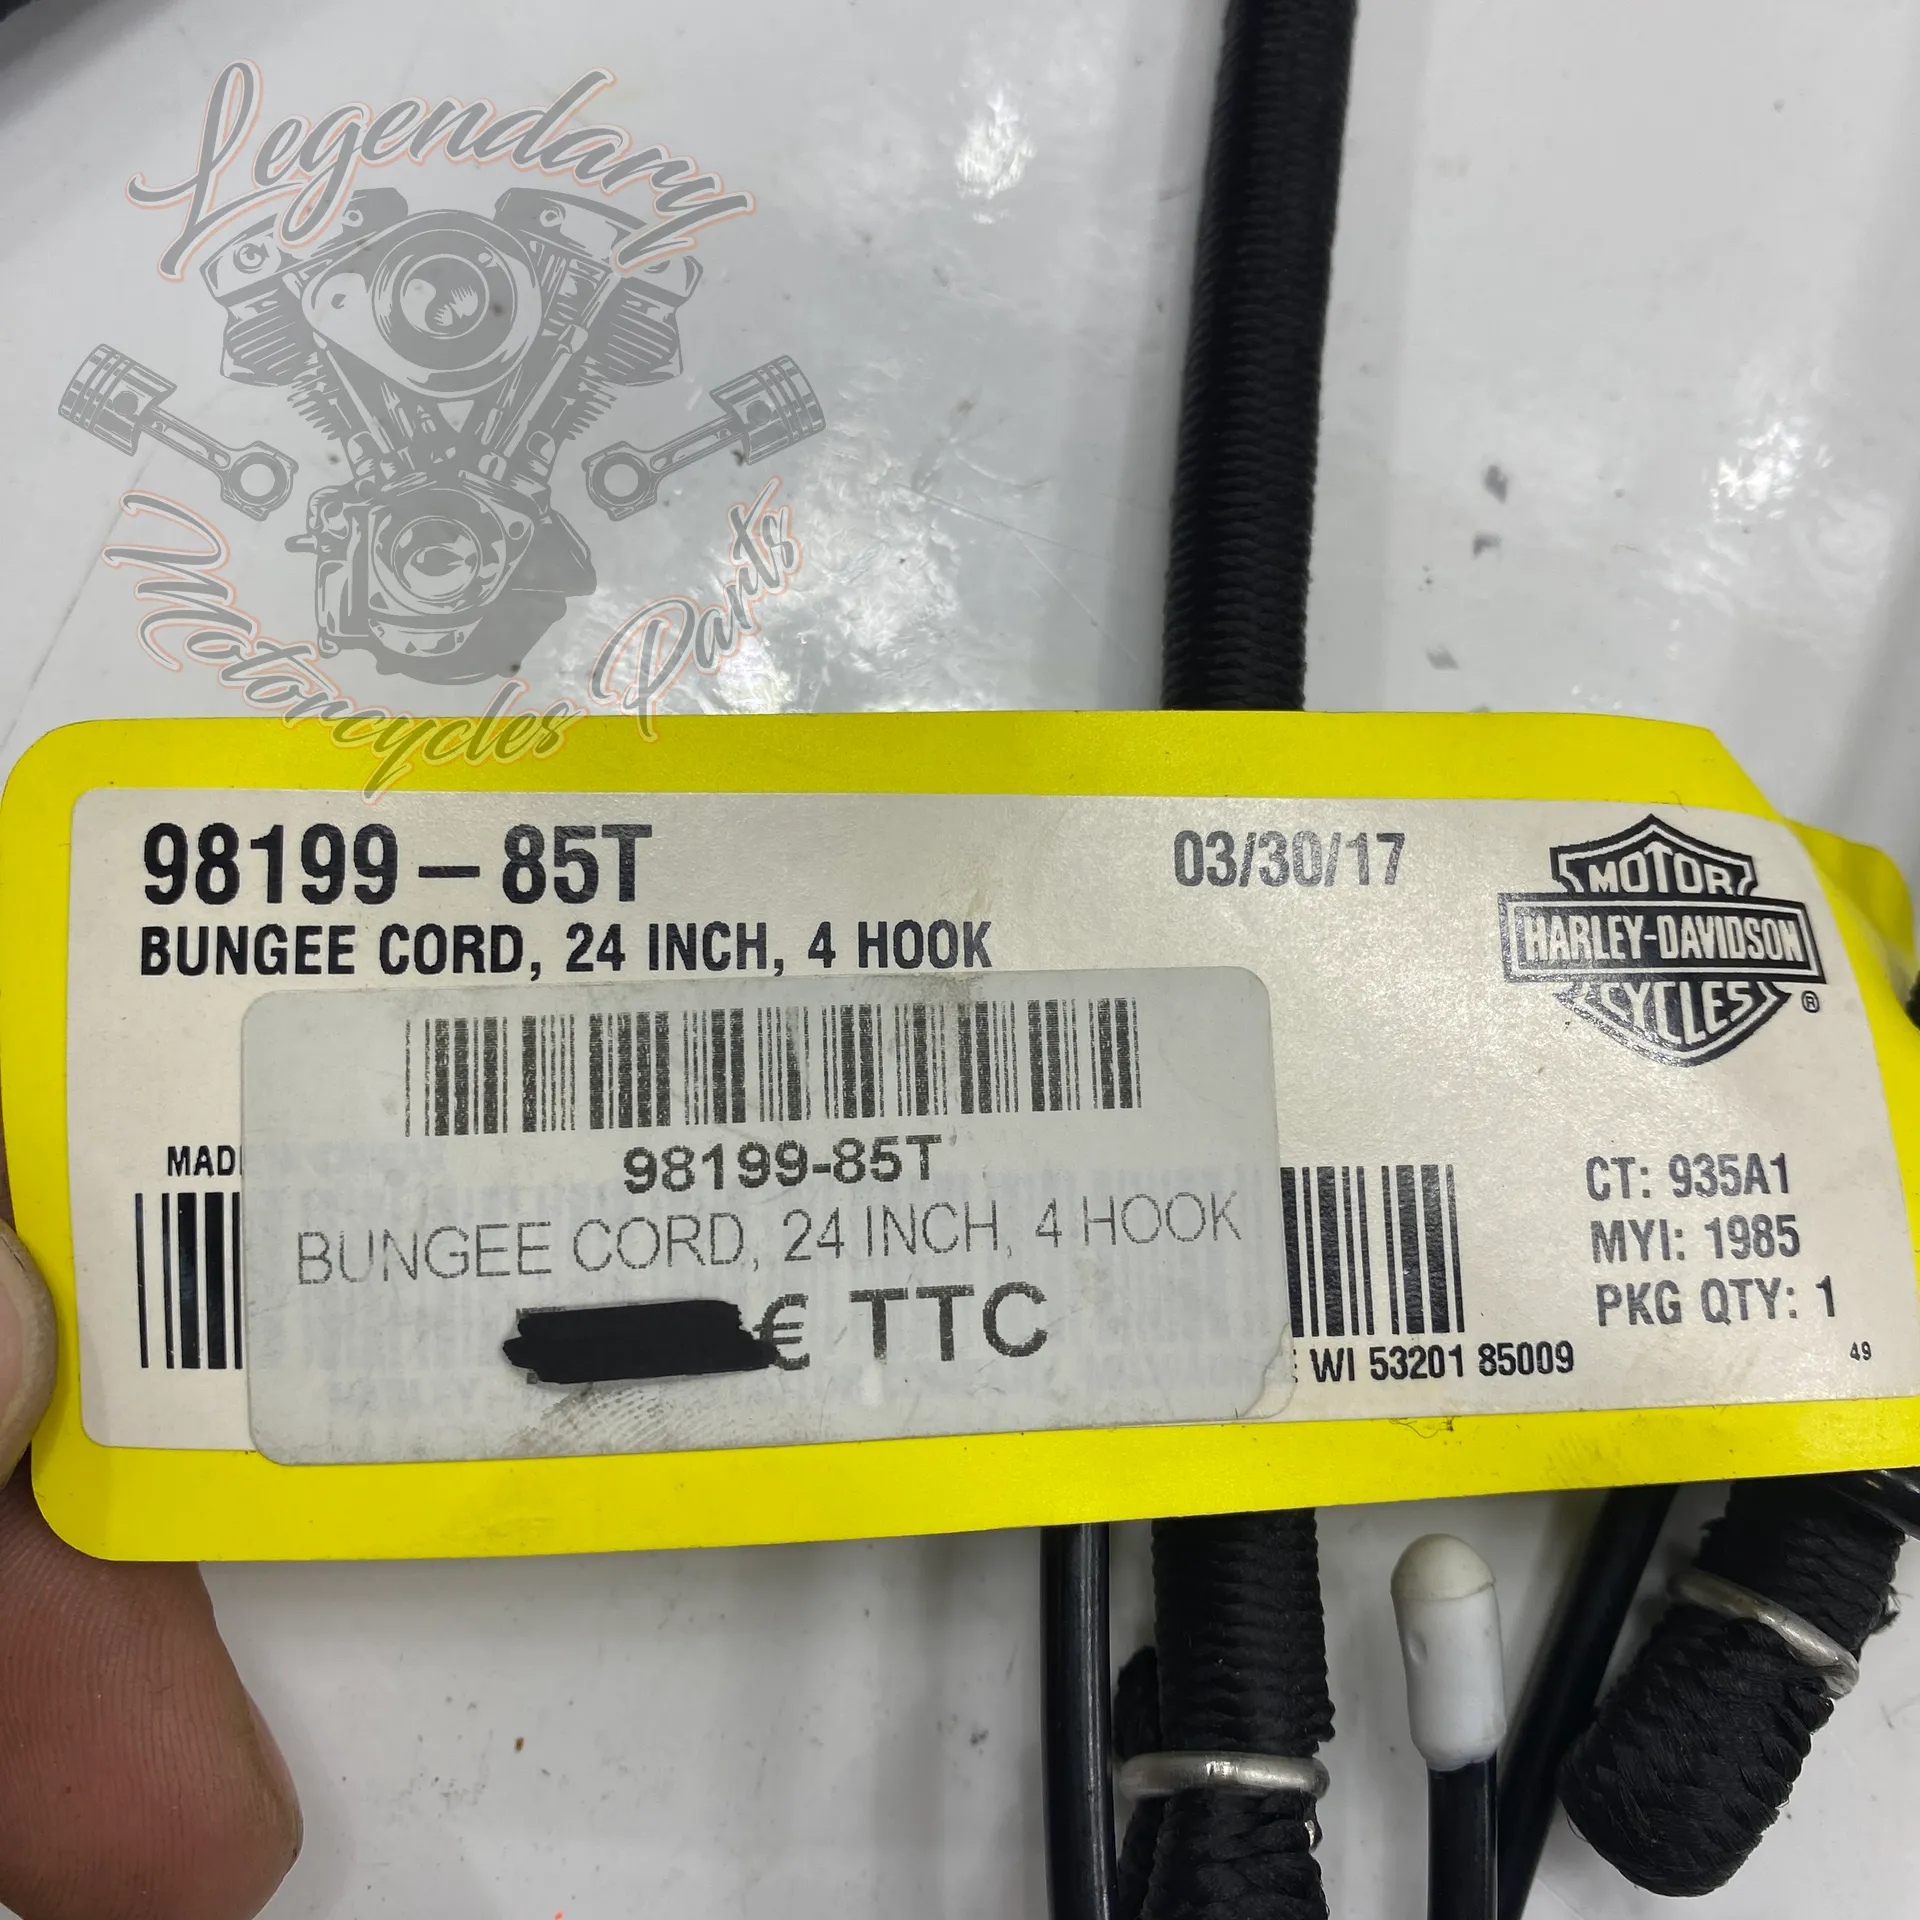 Legendary
Motorcycles Parts
98199-85T
03/30/17
BUNGEE CORD, 24 INCH, 4 HOOK
MOTOR
HARLEY-DAVIDSON
CYCLES
®
98199-85T
BUNGEE CORD, 24 INCH, 4 HOOK
€ TTC
CT: 935A1
MYI: 1985
PKG QTY: 1
WI 53201 85009
49